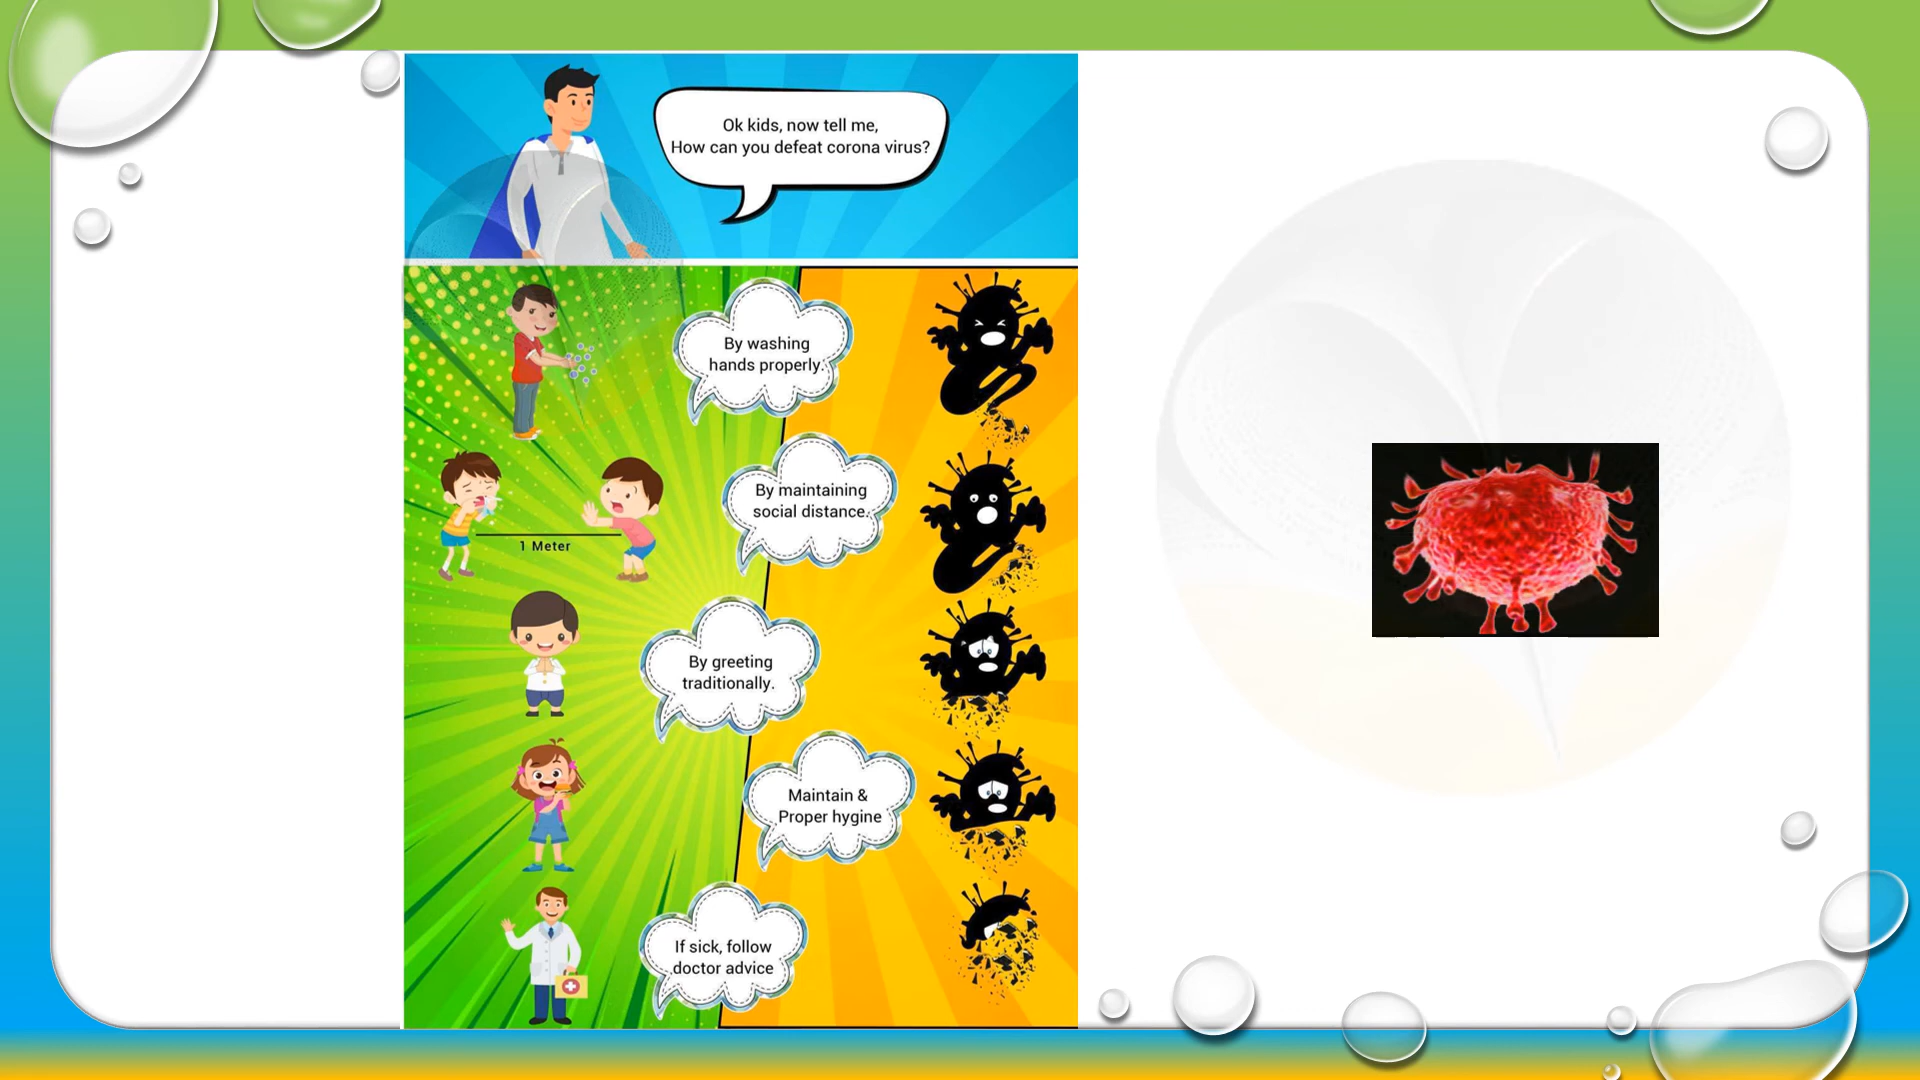 Ok kids, now tell me,
How can you defeat corona virus?
By washing
hands properly.
By maintaining
social distance.
1 Meter
By greeting
traditionally.
Maintain &
Proper hygine
If sick, follow
doctor advice